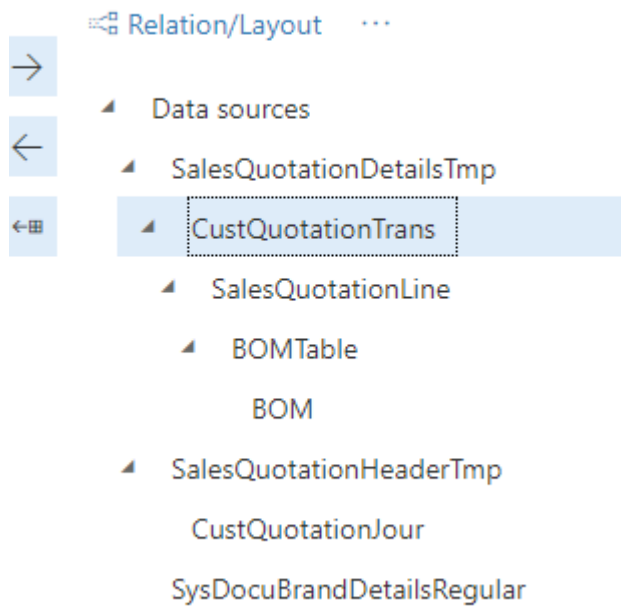 Relation/Layout ···
Data sources
SalesQuotationDetailsTmp
CustQuotationTrans
SalesQuotationLine
BOMTable
BOM
SalesQuotationHeaderTmp
CustQuotationJour
SysDocuBrandDetailsRegular